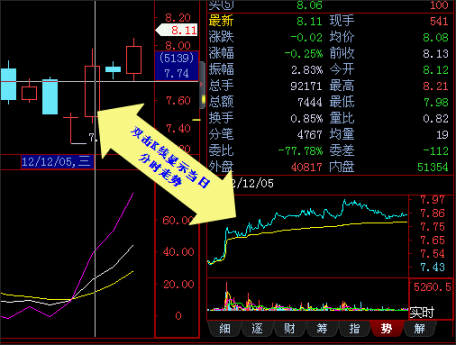 8.20
8.11
8.00
(5139)
7.74
7.60
7.40
7.20
7.
12/12/05,三
60.00
40.00
20.00
0
双击K线显示当日
分时走势
买(5) 8.06 100
最新 8.11 现手 541
涨跌 -0.02 均价 8.08
涨幅 -0.25% 前收 8.13
振幅 2.83% 今开 8.12
总手 92171 最高 8.21
总额 7444 最低 7.98
换手 0.85% 量比 0.82
分笔 4767 均量 19
委比 -77.78% 委差 -112
外盘 40817 内盘 51354
12/12/05
7.97
7.86
7.75
7.65
7.54
7.43
5260.5
实时
细 逐 财 筹 指 势 解